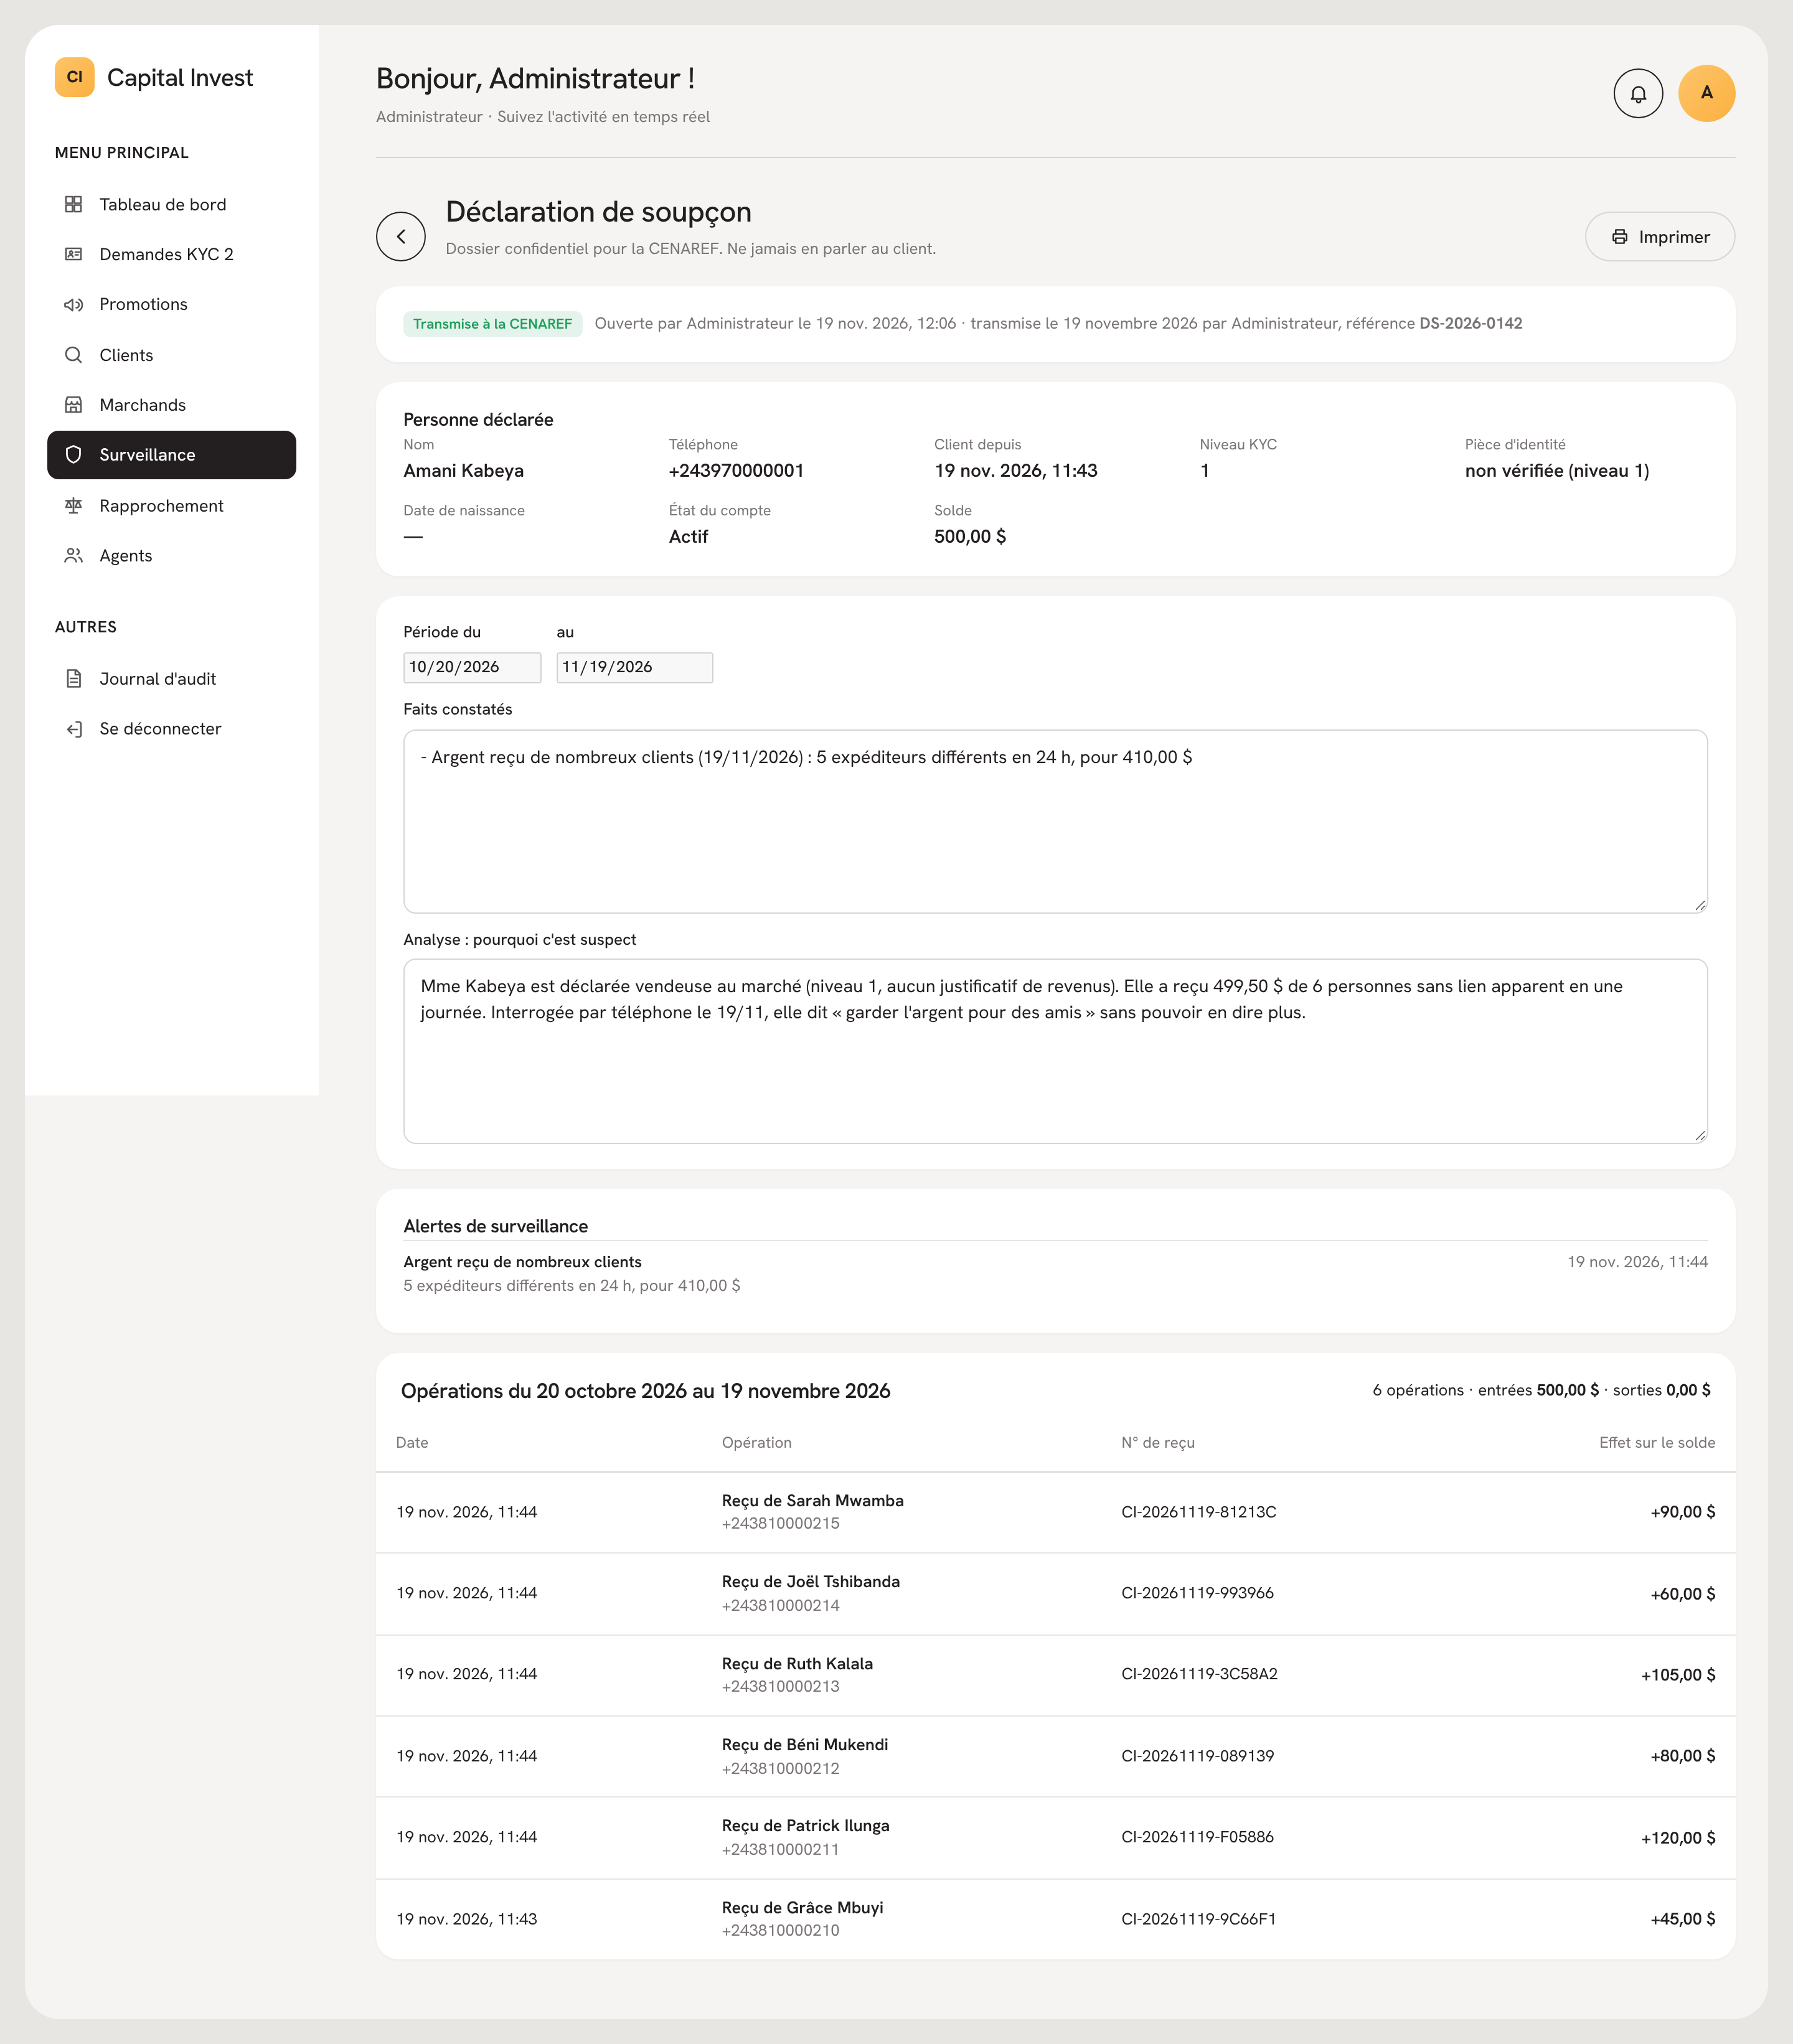 CI Capital Invest
MENU PRINCIPAL
Tableau de bord
Demandes KYC 2
Promotions
Clients
Marchands
Surveillance
Rapprochement
Agents
AUTRES
Journal d'audit
Se déconnecter
Bonjour, Administrateur !
Administrateur · Suivez l'activité en temps réel
A
Déclaration de soupçon
Dossier confidentiel pour la CENAREF. Ne jamais en parler au client.
Imprimer
Transmise à la CENAREF Ouverte par Administrateur le 19 nov. 2026, 12:06 · transmise le 19 novembre 2026 par Administrateur, référence DS-2026-0142
Personne déclarée
Nom Téléphone Client depuis Niveau KYC Pièce d'identité
Amani Kabeya +243970000001 19 nov. 2026, 11:43 1 non vérifiée (niveau 1)
Date de naissance État du compte Solde
— Actif 500,00 $
Période du au
10/20/2026 11/19/2026
Faits constatés
- Argent reçu de nombreux clients (19/11/2026) : 5 expéditeurs différents en 24 h, pour 410,00 $
Analyse : pourquoi c'est suspect
Mme Kabeya est déclarée vendeuse au marché (niveau 1, aucun justificatif de revenus). Elle a reçu 499,50 $ de 6 personnes sans lien apparent en une
journée. Interrogée par téléphone le 19/11, elle dit « garder l'argent pour des amis » sans pouvoir en dire plus.
Alertes de surveillance
Argent reçu de nombreux clients 19 nov. 2026, 11:44
5 expéditeurs différents en 24 h, pour 410,00 $
Opérations du 20 octobre 2026 au 19 novembre 2026 6 opérations · entrées 500,00 $ · sorties 0,00 $
Date Opération N° de reçu Effet sur le solde
19 nov. 2026, 11:44 Reçu de Sarah Mwamba CI-20261119-81213C +90,00 $
+243810000215
19 nov. 2026, 11:44 Reçu de Joël Tshibanda CI-20261119-993966 +60,00 $
+243810000214
19 nov. 2026, 11:44 Reçu de Ruth Kalala CI-20261119-3C58A2 +105,00 $
+243810000213
19 nov. 2026, 11:44 Reçu de Béni Mukendi CI-20261119-089139 +80,00 $
+243810000212
19 nov. 2026, 11:44 Reçu de Patrick Ilunga CI-20261119-F05886 +120,00 $
+243810000211
19 nov. 2026, 11:43 Reçu de Grâce Mbuyi CI-20261119-9C66F1 +45,00 $
+243810000210